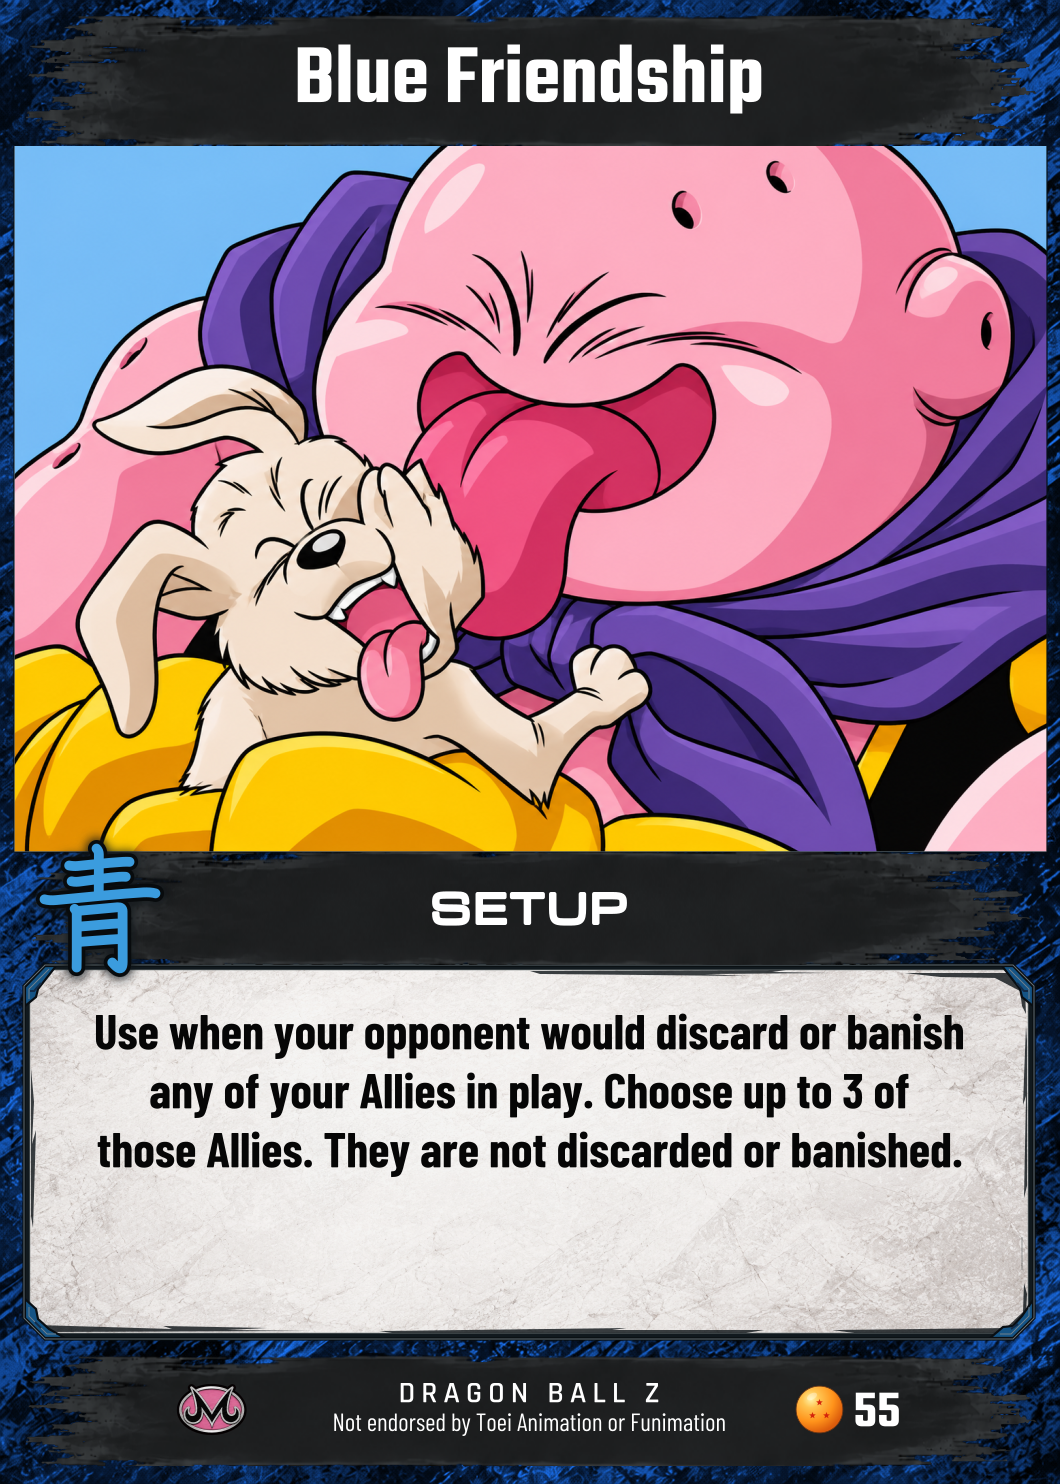 Blue Friendship
青
SETUP
Use when your opponent would discard or banish
any of your Allies in play. Choose up to 3 of
those Allies. They are not discarded or banished.
DRAGON BALL Z
Not endorsed by Toei Animation or Funimation
55